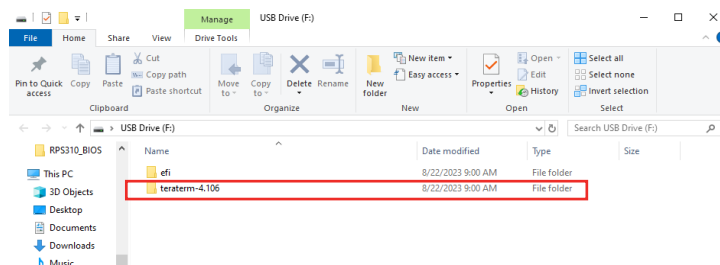 Manage USB Drive (F:)
File Home Share View Drive Tools
Pin to Quick access
Copy
Paste
Cut
Copy path
Paste shortcut
Move to
Copy to
Delete
Rename
New folder
New item
Easy access
Properties
Open
Edit
History
Select all
Select none
Invert selection
Clipboard Organize New Open Select
USB Drive (F:) Search USB Drive (F:)
RPS310_BIOS Name Date modified Type Size
efi 8/22/2023 9:00 AM File folder
This PC
teraterm-4.106 8/22/2023 9:00 AM File folder
3D Objects
Desktop
Documents
Downloads
Music